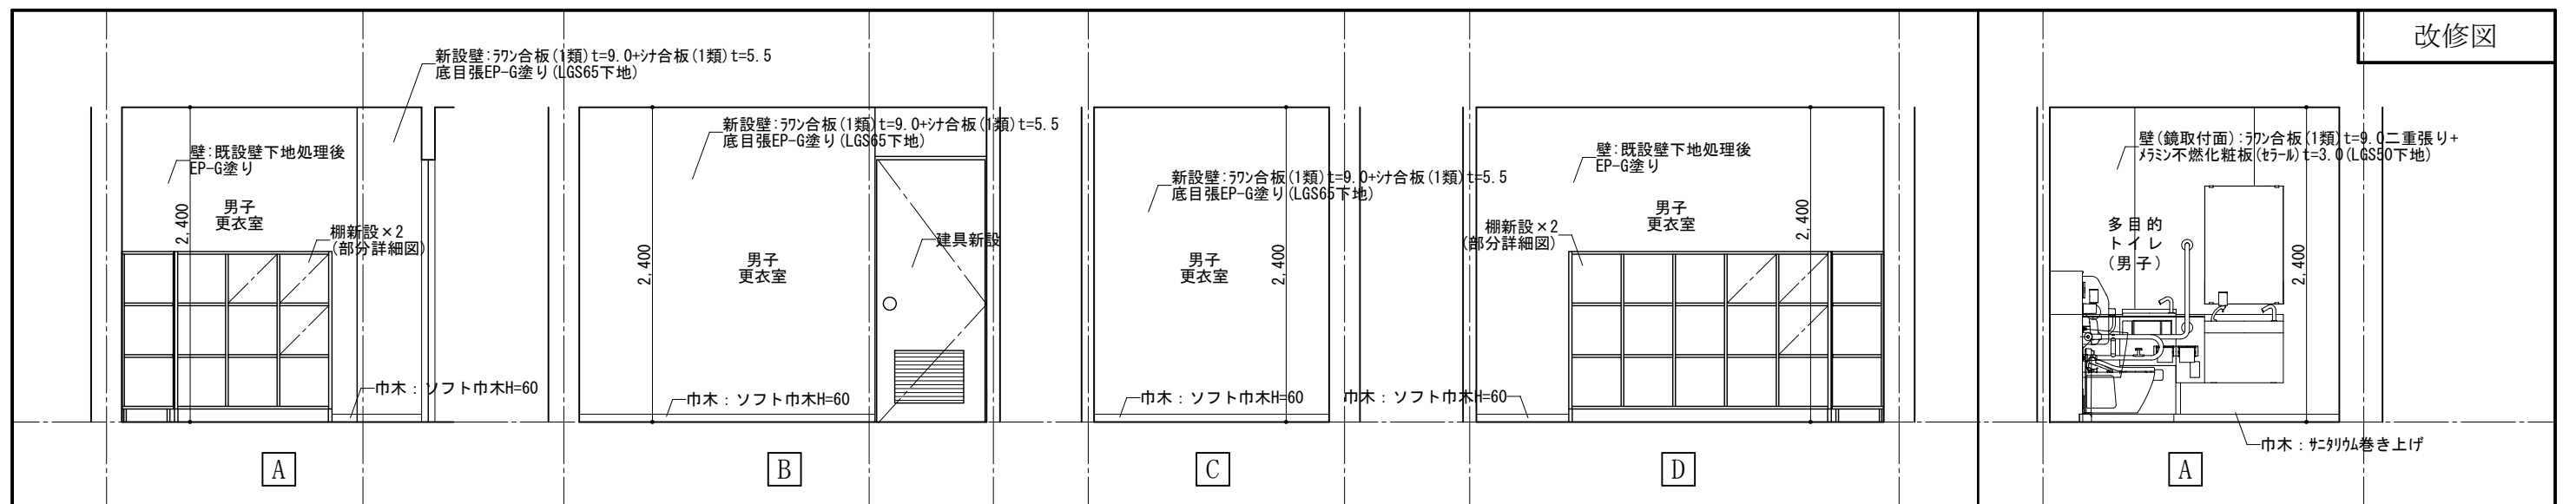 改修図
新設壁:ﾗﾜﾝ合板(1類)t=9.0+ｼﾅ合板(1類)t=5.5
底目張EP-G塗り(LGS65下地)
壁:既設壁下地処理後
EP-G塗り
男子
更衣室
2,400
棚新設×2
(部分詳細図)
巾木：ソフト巾木H=60
A
新設壁:ﾗﾜﾝ合板(1類)t=9.0+ｼﾅ合板(1類)t=5.5
底目張EP-G塗り(LGS65下地)
建具新設
男子
更衣室
2,400
巾木：ソフト巾木H=60
B
新設壁:ﾗﾜﾝ合板(1類)t=9.0+ｼﾅ合板(1類)t=5.5
底目張EP-G塗り(LGS65下地)
男子
更衣室
2,400
巾木：ソフト巾木H=60
C
壁:既設壁下地処理後
EP-G塗り
男子
更衣室
2,400
棚新設×2
(部分詳細図)
巾木：ソフト巾木H=60
D
壁(鏡取付面):ﾗﾜﾝ合板(1類)t=9.0二重張り+
ﾒﾗﾐﾝ不燃化粧板(ｾﾗｰﾙ)t=3.0(LGS50下地)
多目的
トイレ
(男子)
2,400
巾木：ｻﾆﾀﾘｳﾑ巻き上げ
A